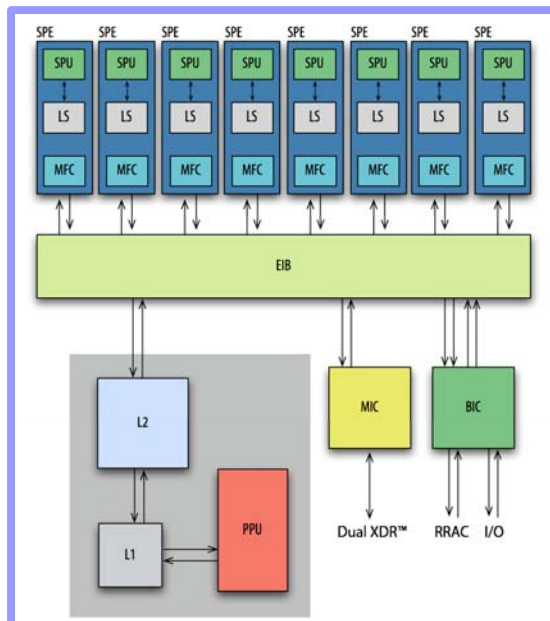 SPE SPE SPE SPE SPE SPE SPE SPE
SPU SPU SPU SPU SPU SPU SPU SPU
LS LS LS LS LS LS LS LS
MFC MFC MFC MFC MFC MFC MFC MFC
EIB
L2 MIC BIC
PPU
L1
Dual XDR™ RRAC I/O